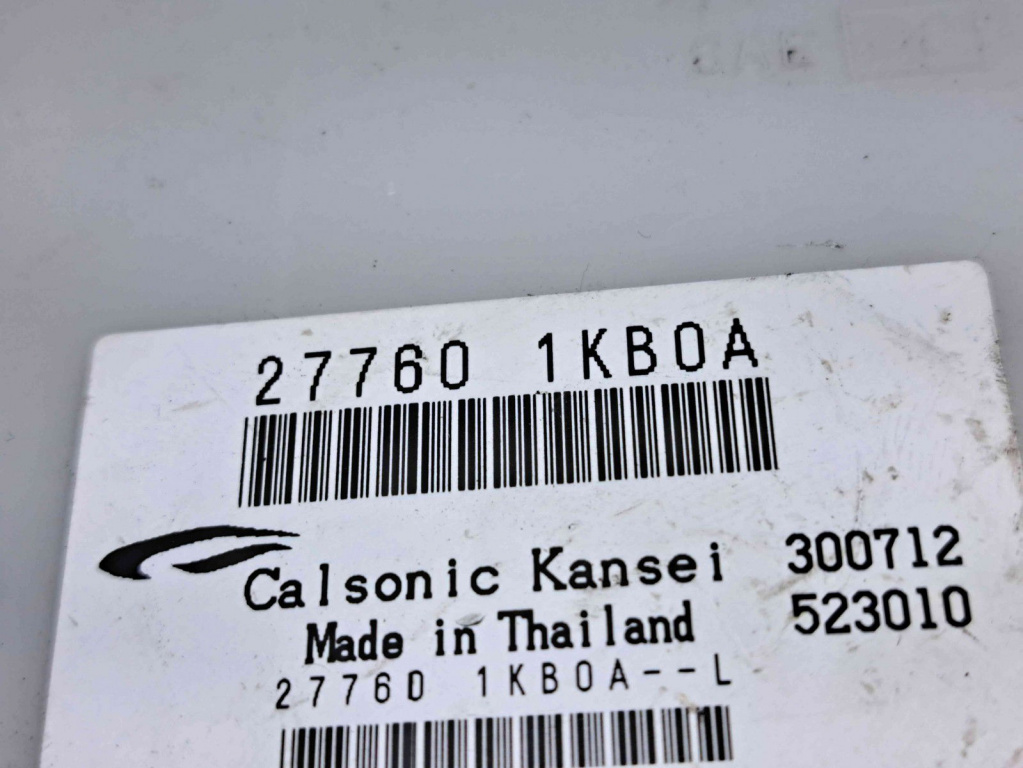 27760 1KB0A
Calsonic Kansei 300712
Made in Thailand 523010
27760 1KB0A--L